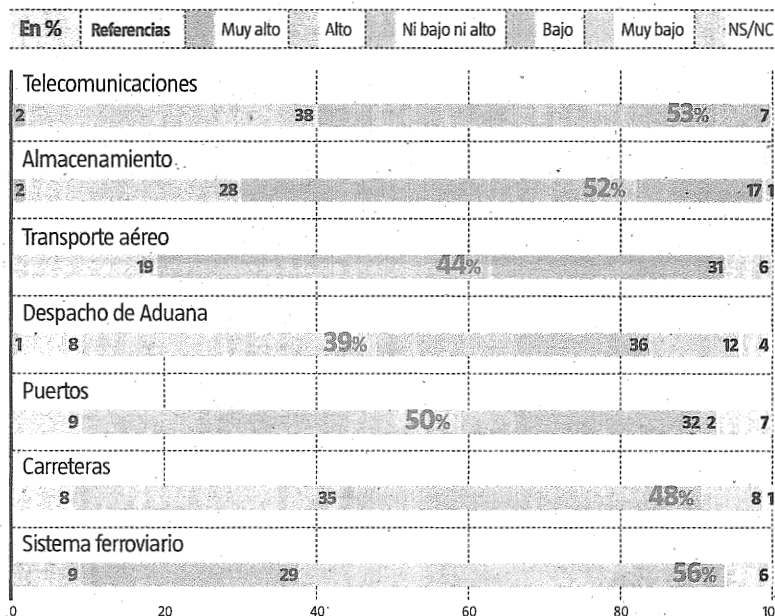 En % Referencias Muy alto Alto Ni bajo ni alto Bajo Muy bajo NS/NC
Telecomunicaciones
2 38 53% 7
Almacenamiento
2 28 52% 17 1
Transporte aéreo
19 44% 31 6
Despacho de Aduana
1 8 39% 36 12 4
Puertos
9 50% 32 2 7
Carreteras
8 35 48% 8 1
Sistema ferroviario
9 29 56% 6
0 20 40 60 80 10